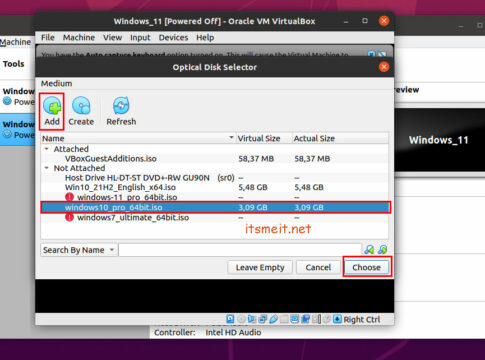 Windows_11 [Powered Off] - Oracle VM VirtualBox
Machine
File Machine View Input Devices Help
You have the Auto capture keyboard option turned on. This will cause the Virtual Machine to
Optical Disk Selector
Tools
Medium
Window
Powe
Window
Powe
Add Create Refresh
review
Windows_11
Name Virtual Size Actual Size
Attached
VBoxGuestAdditions.iso 58,37 MB 58,37 MB
Not Attached
Host Drive HL-DT-ST DVD+-RW GU90N (sr0) -- --
Win10_21H2_English_x64.iso 5,48 GB 5,48 GB
windows-11_pro_64bit.iso -- --
windows10_pro_64bit.iso 3,09 GB 3,09 GB
windows7_ultimate_64bit.iso -- --
itsmeit.net
Search By Name
Leave Empty Cancel Choose
Right Ctrl
Controller: Intel HD Audio